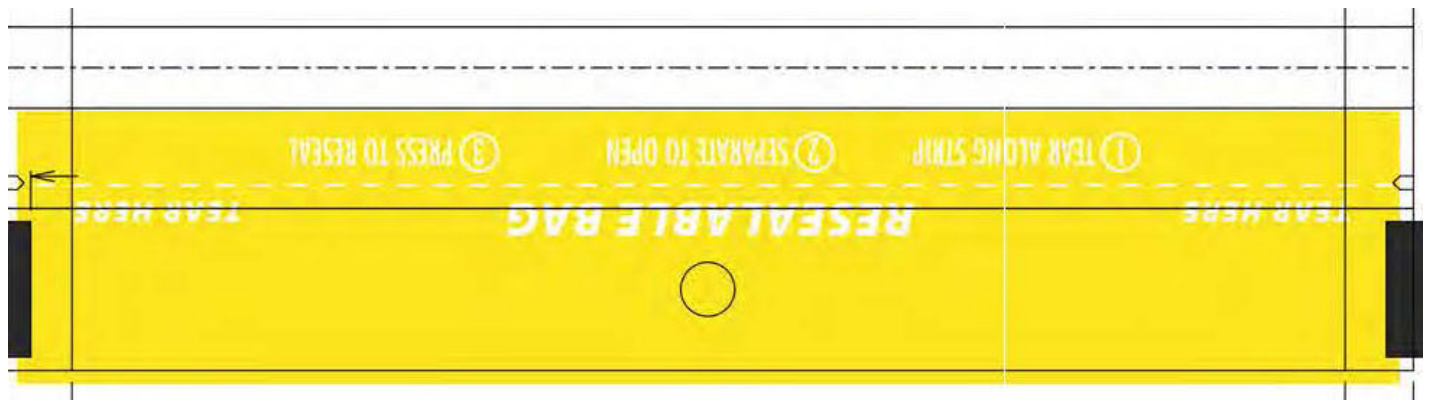 TEAR HERE RESEALABLE BAG TEAR HERE
① TEAR ALONG STRIP ② SEPARATE TO OPEN ③ PRESS TO RESEAL